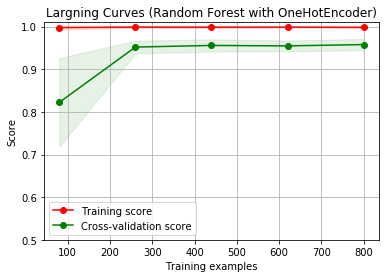 Largning Curves (Random Forest with OneHotEncoder)
1.0
0.9
0.8
0.7
0.6
0.5
Score
Training score
Cross-validation score
100 200 300 400 500 600 700 800
Training examples